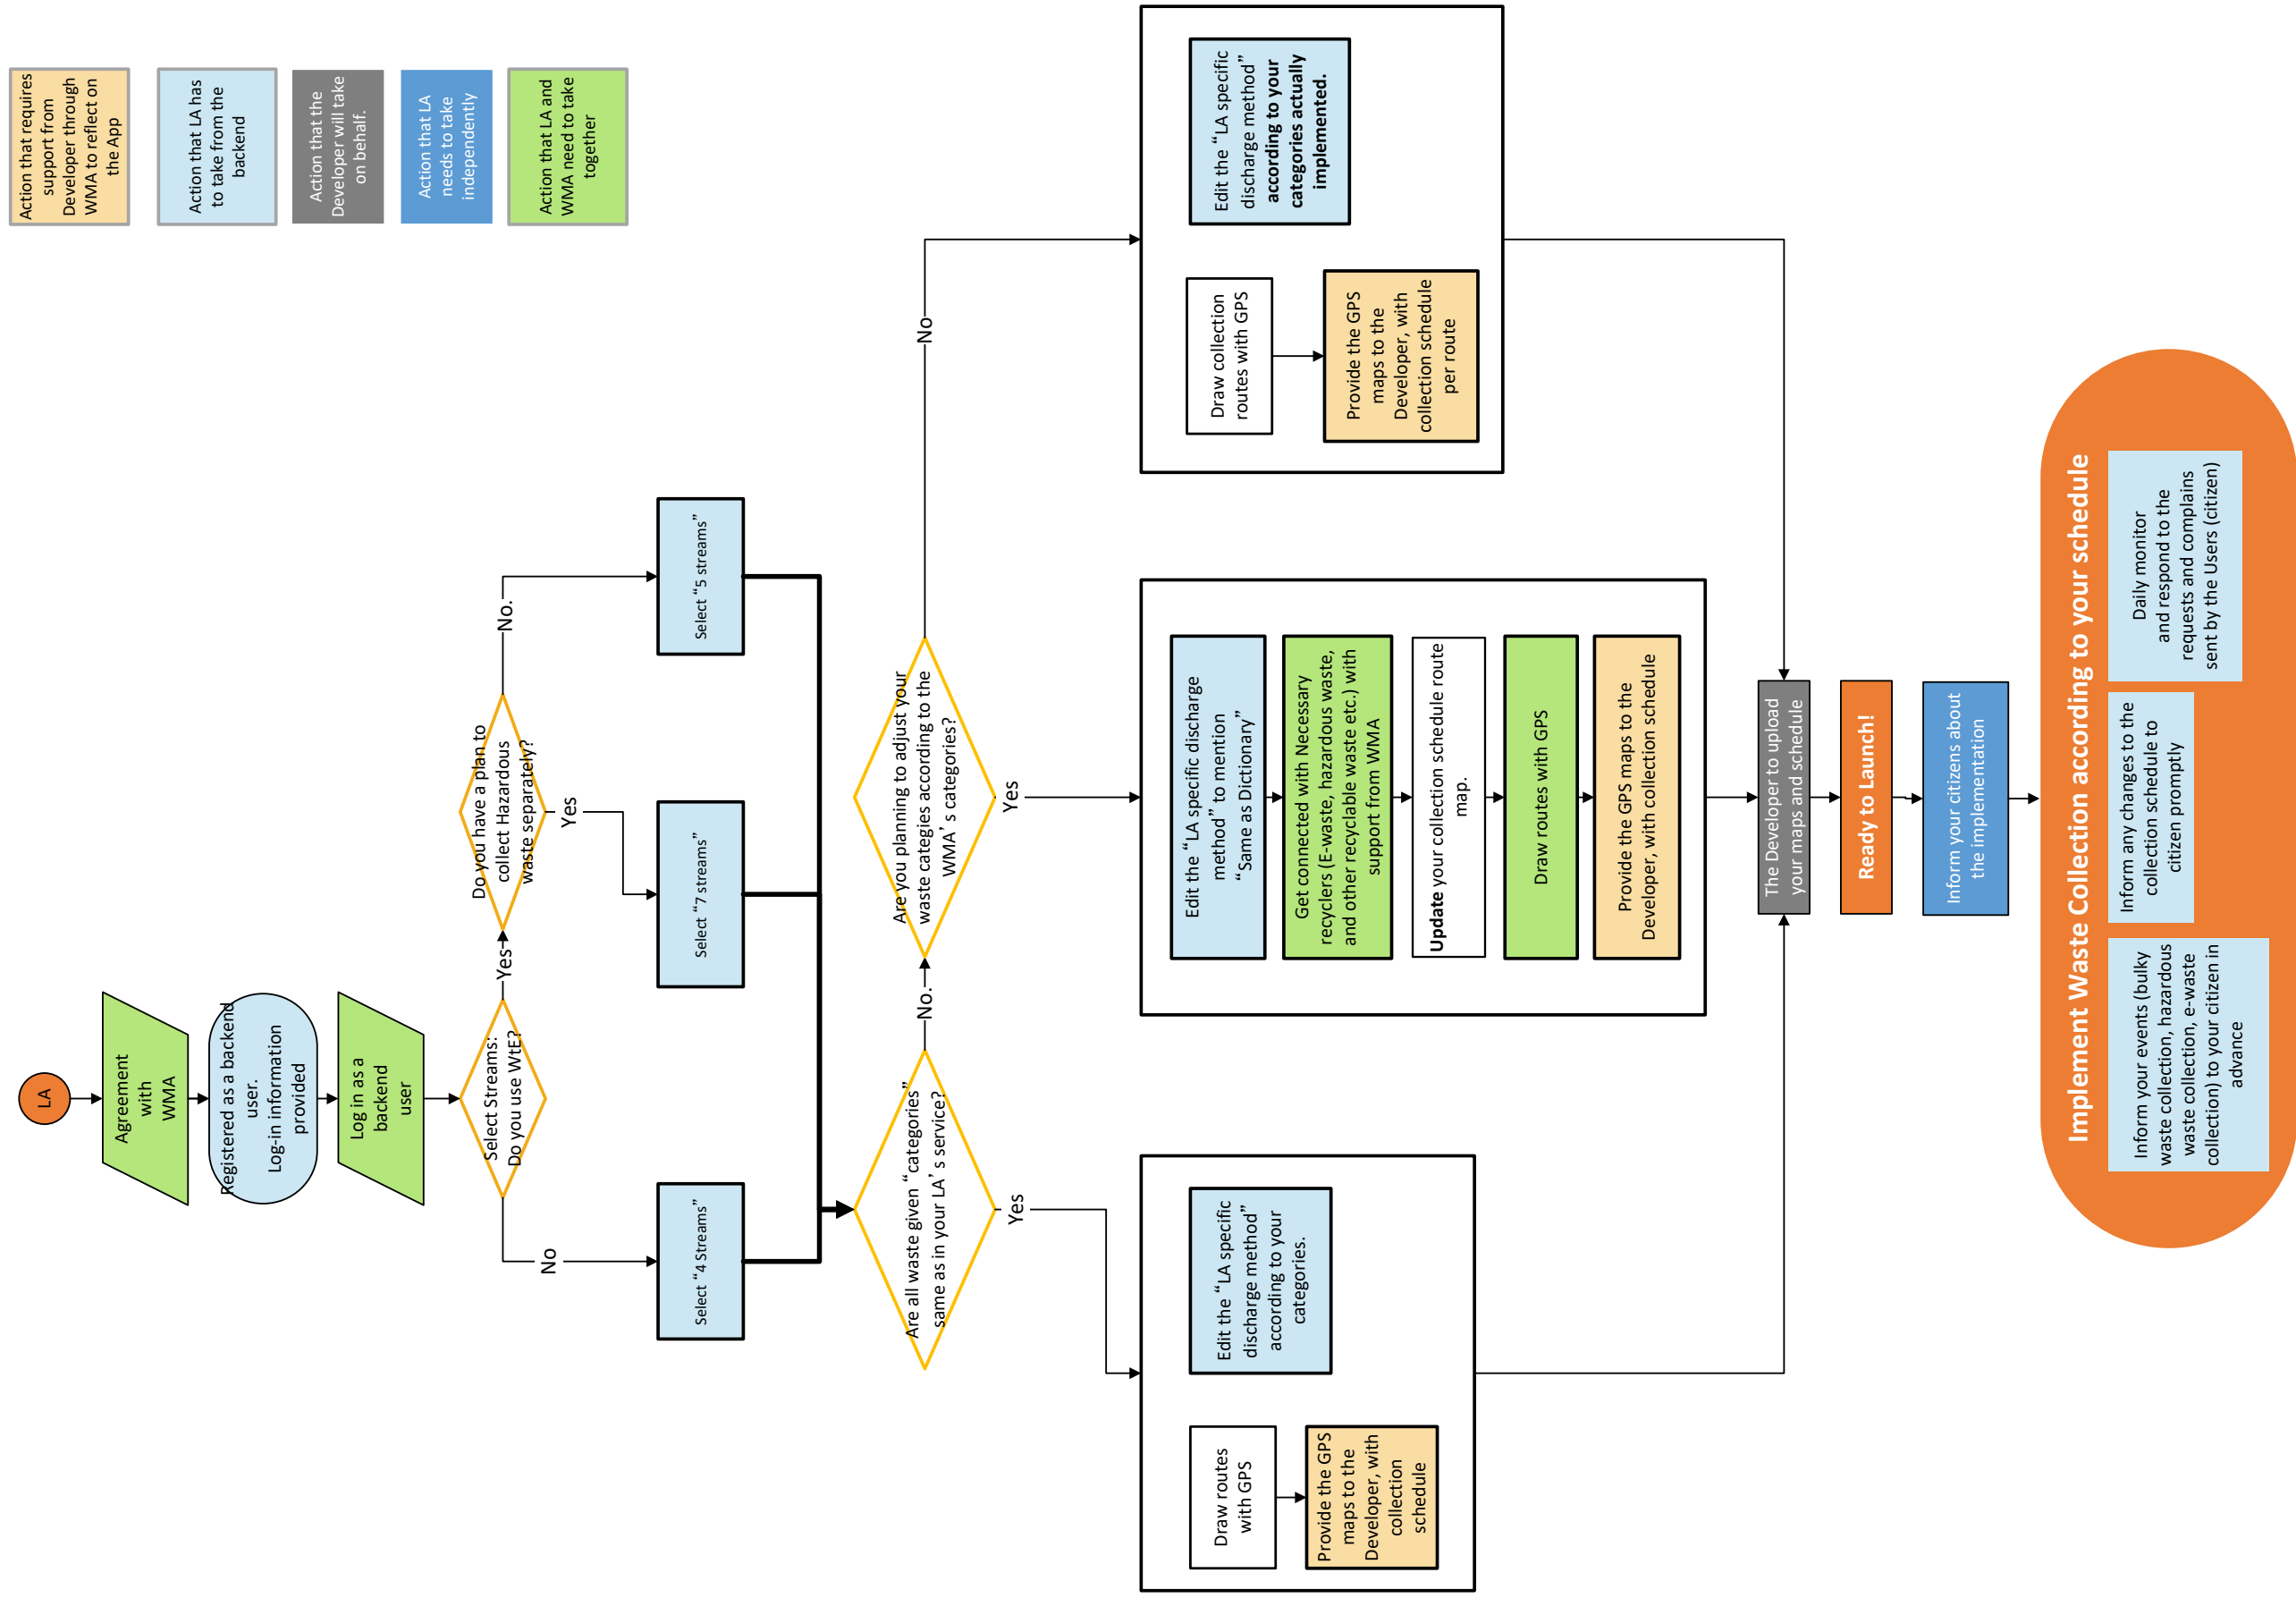 Action that requires
support from
Developer through
WMA to reflect on
the App
Action that LA has
to take from the
backend
Action that the
Developer will take
on behalf.
Action that LA
needs to take
independently
Action that LA and
WMA need to take
together
LA
Agreement
with
WMA
Registered as a backend
user.
Log-in information
provided
Log in as a
backend
user
Select Streams:
Do you use WtE?
Yes
No
Do you have a plan to
collect Hazardous
waste separately?
Yes
No.
Select “4 Streams”
Select “7 streams”
Select “5 streams”
Are all waste given “categories”
same as in your LA’s service?
No.
Yes
Are you planning to adjust your
waste categies according to the
WMA’s categories?
Yes
No
Draw routes
with GPS
Provide the GPS
maps to the
Developer, with
collection
schedule
Edit the “LA specific
discharge method”
according to your
categories.
Edit the “LA specific discharge
method” to mention
“Same as Dictionary”
Get connected with Necessary
recyclers (E-waste, hazardous waste,
and other recyclable waste etc.) with
support from WMA
Update your collection schedule route
map.
Draw routes with GPS
Provide the GPS maps to the
Developer, with collection schedule
Draw collection
routes with GPS
Provide the GPS
maps to the
Developer, with
collection schedule
per route
Edit the “LA specific
discharge method”
according to your
categories actually
implemented.
The Developer to upload
your maps and schedule
Ready to Launch!
Inform your citizens about
the implementation
Implement Waste Collection according to your schedule
Inform your events (bulky
waste collection, hazardous
waste collection, e-waste
collection) to your citizen in
advance
Inform any changes to the
collection schedule to
citizen promptly
Daily monitor
and respond to the
requests and complains
sent by the Users (citizen)